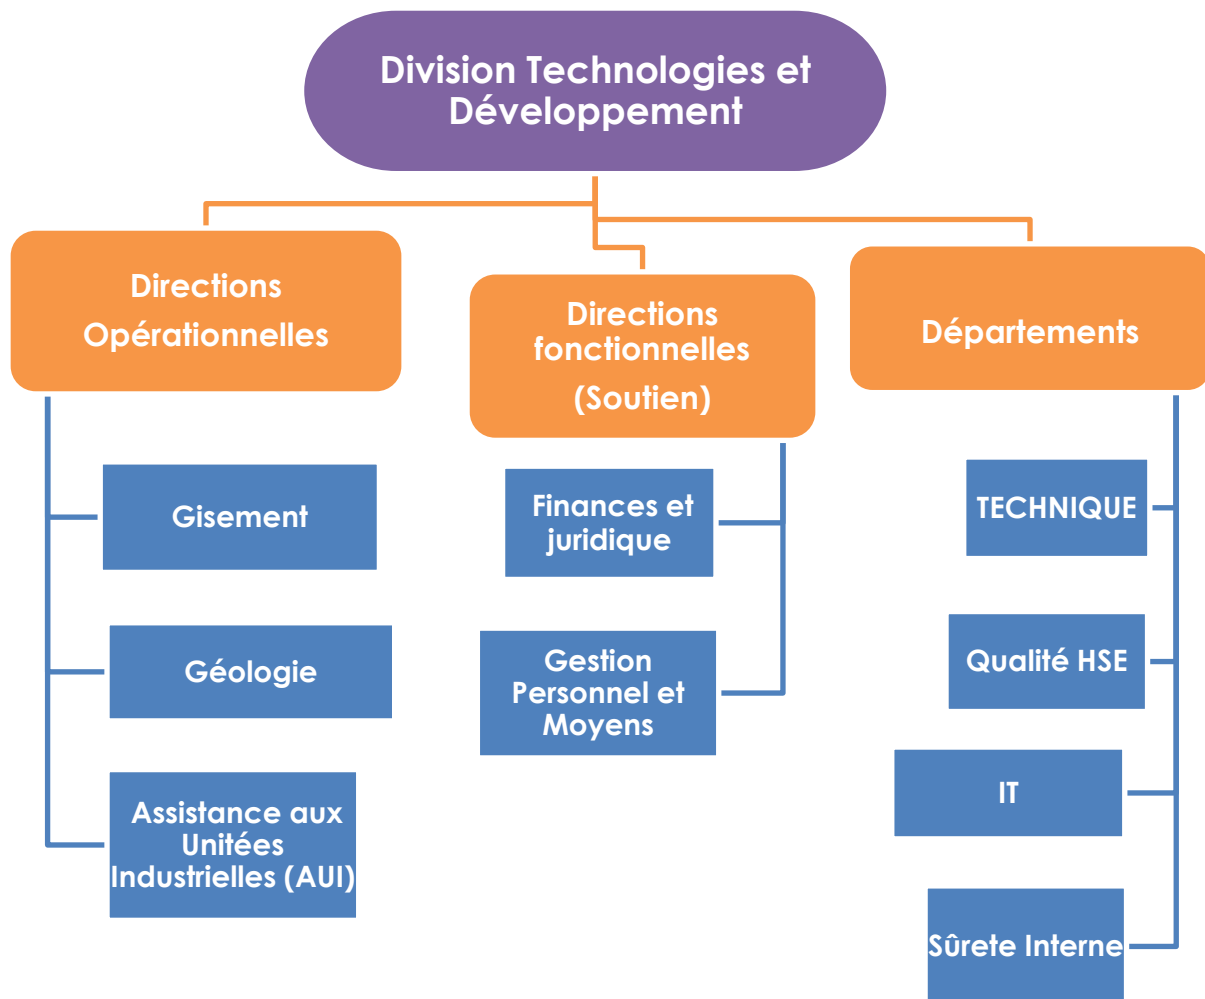 Division Technologies et
Développement
Directions
Opérationnelles
Directions
fonctionnelles
(Soutien)
Départements
Gisement
Géologie
Assistance aux
Unitées
Industrielles (AUI)
Finances et
juridique
Gestion
Personnel et
Moyens
TECHNIQUE
Qualité HSE
IT
Sûrete Interne